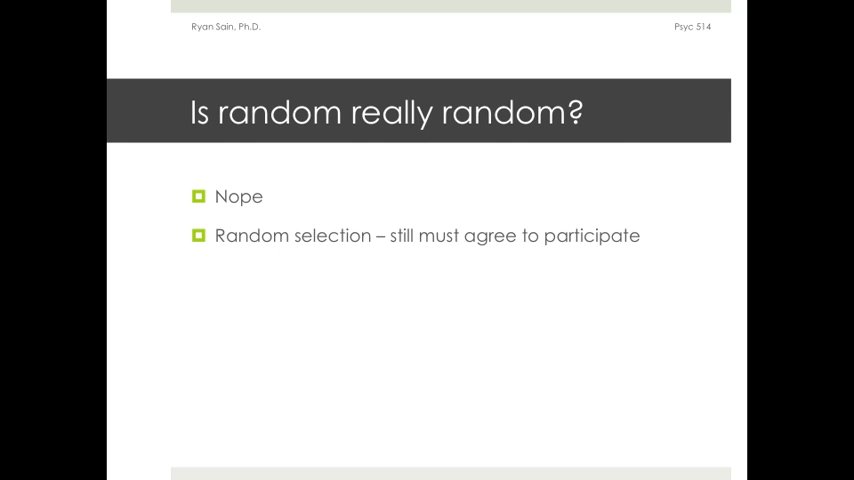 Ryan Sain, Ph.D.
Psyc 514
Is random really random?
Nope
Random selection – still must agree to participate